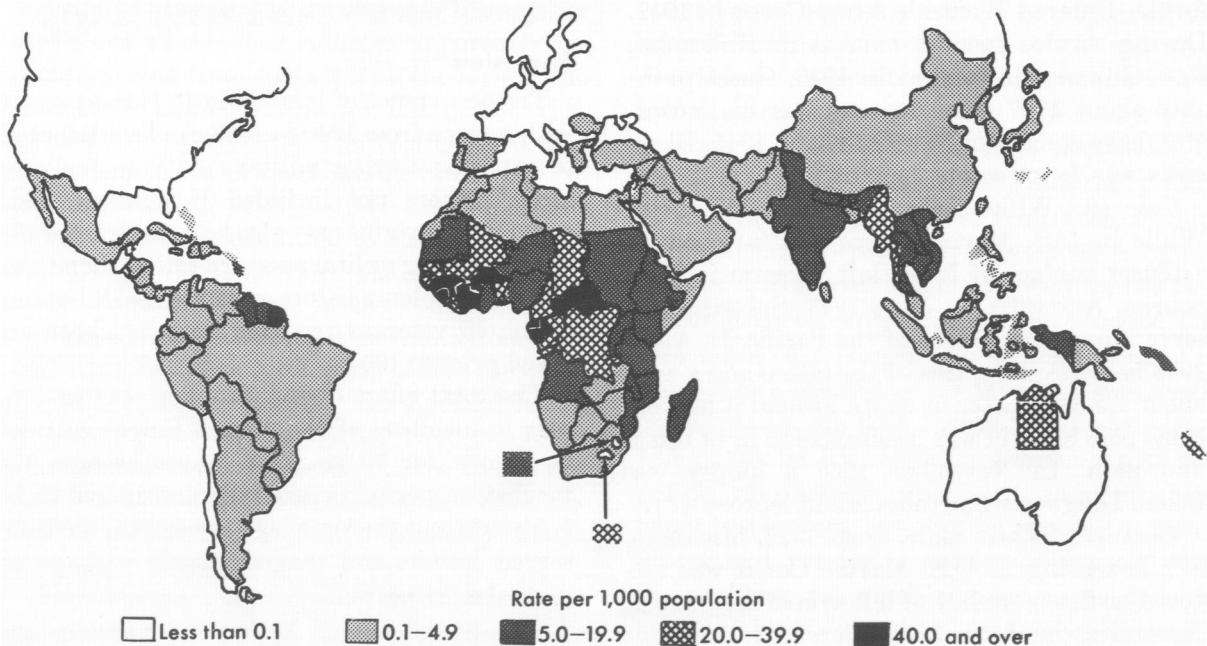 Rate per 1,000 population
Less than 0.1 0.1–4.9 5.0–19.9 20.0–39.9 40.0 and over